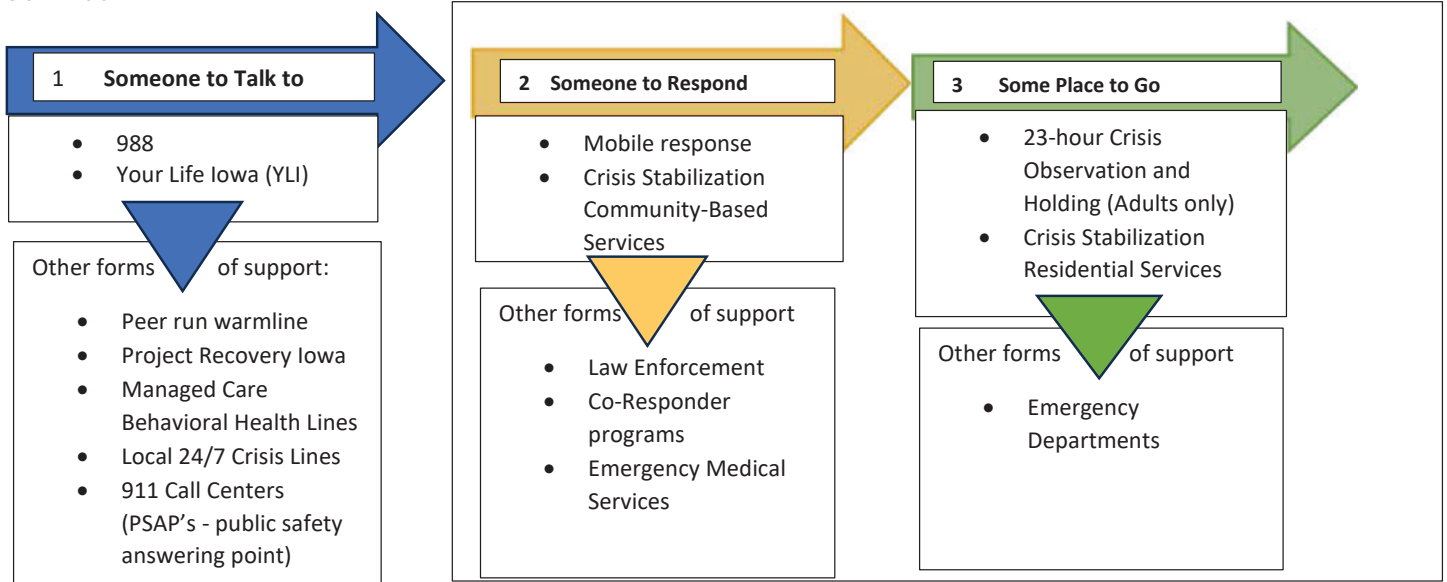 1 Someone to Talk to
• 988
• Your Life Iowa (YLI)
Other forms of support:
• Peer run warmline
• Project Recovery Iowa
• Managed Care
Behavioral Health Lines
• Local 24/7 Crisis Lines
• 911 Call Centers
(PSAP's - public safety
answering point)
2 Someone to Respond
• Mobile response
• Crisis Stabilization
Community-Based
Services
Other forms of support
• Law Enforcement
• Co-Responder
programs
• Emergency Medical
Services
3 Some Place to Go
• 23-hour Crisis
Observation and
Holding (Adults only)
• Crisis Stabilization
Residential Services
Other forms of support
• Emergency
Departments